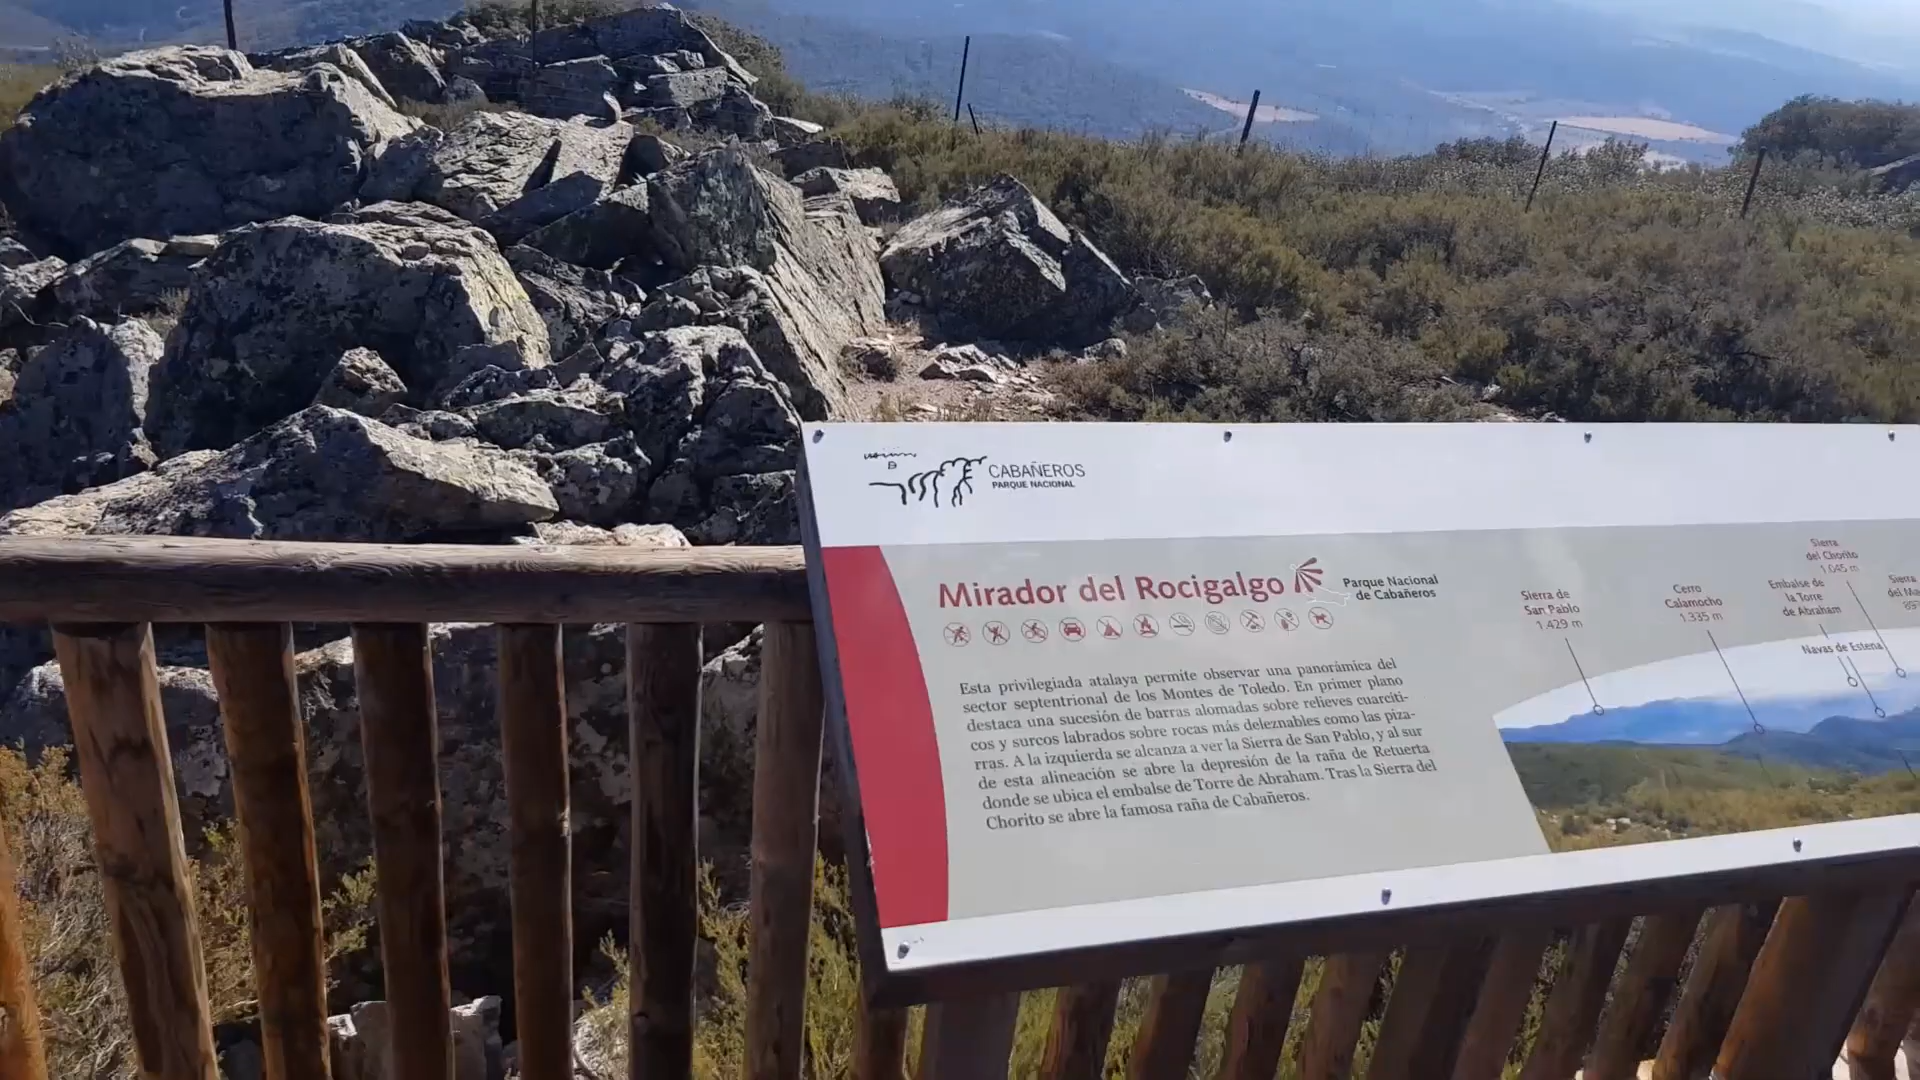 CABAÑEROS
PARQUE NACIONAL
Mirador del Rocigalgo
Parque Nacional
de Cabañeros
Esta privilegiada atalaya permite observar una panorámica del
sector septentrional de los Montes de Toledo. En primer plano
destaca una sucesión de barras alomadas sobre relieves cuarcíti-
cos y surcos labrados sobre rocas más deleznables como las piza-
rras. A la izquierda se alcanza a ver la Sierra de San Pablo, y al sur
de esta alineación se abre la depresión de la raña de Retuerta
donde se ubica el embalse de Torre de Abraham. Tras la Sierra del
Chorito se abre la famosa raña de Cabañeros.
Sierra de
San Pablo
1.429 m
Cerro
Calamocho
1.335 m
Embalse de
la Torre
de Abraham
Sierra
del Chorito
1.045 m
Navas de Estena
Sierra
del